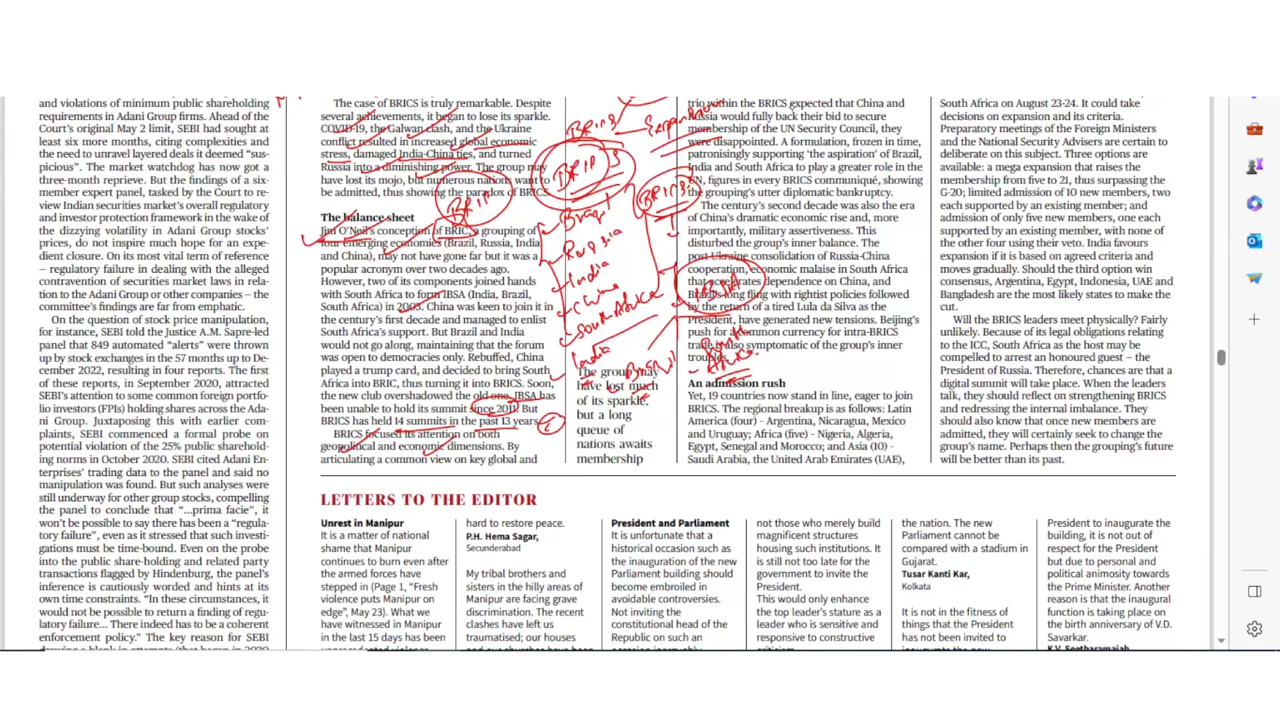 and violations of minimum public shareholding
requirements in Adani Group firms. Ahead of the
Court's original May 2 limit, SEBI had sought at
least six more months, citing complexities and
the need to unravel layered deals it deemed "sus-
picious". The market watchdog has now got a
three-month reprieve. But the findings of a six-
member expert panel, tasked by the Court to re-
view Indian securities market's overall regulatory
and investor protection framework in the wake of
the dizzying volatility in Adani Group stocks'
prices, do not inspire much hope for an expe-
dient closure. On its most vital term of reference
– regulatory failure in dealing with the alleged
contravention of securities market laws in rela-
tion to the Adani Group or other companies – the
committee's findings are far from emphatic.
On the question of stock price manipulation,
for instance, SEBI told the Justice A.M. Sapre-led
panel that 849 automated "alerts" were thrown
up by stock exchanges in the 57 months up to De-
cember 2022, resulting in four reports. The first
of these reports, in September 2020, attracted
SEBI's attention to some common foreign portfo-
lio investors (FPIs) holding shares across the Ada-
ni Group. Juxtaposing this with earlier com-
plaints, SEBI commenced a formal probe on
potential violation of the 25% public sharehold-
ing norms in October 2020. SEBI cited Adani En-
terprises' trading data to the panel and said no
manipulation was found. But such analyses were
still underway for other group stocks, compelling
the panel to conclude that "...prima facie", it
won't be possible to say there has been a "regula-
tory failure", even as it stressed that such investi-
gations must be time-bound. Even on the probe
into the public share-holding and related party
transactions flagged by Hindenburg, the panel's
inference is cautiously worded and hints at its
own time constraints. "In these circumstances, it
would not be possible to return a finding of regu-
latory failure... There indeed has to be a coherent
enforcement policy." The key reason for SEBI
The case of BRICS is truly remarkable. Despite
several achievements, it began to lose its sparkle.
COVID-19, the Galwan clash, and the Ukraine
conflict resulted in increased global economic
stress, damaged India-China ties, and turned
Russia into a diminishing power. The group may
have lost its mojo, but numerous nations want to
be admitted, thus showing the paradox of BRICS.
The balance sheet
Jim O'Neil's conception of BRIC, a grouping of
four emerging economies (Brazil, Russia, India
and China), may not have gone far but it was a
popular acronym over two decades ago.
However, two of its components joined hands
with South Africa to form IBSA (India, Brazil,
South Africa) in 2003. China was keen to join it in
the century's first decade and managed to enlist
South Africa's support. But Brazil and India
would not go along, maintaining that the forum
was open to democracies only. Rebuffed, China
played a trump card, and decided to bring South
Africa into BRIC, thus turning it into BRICS. Soon,
the new club overshadowed the old one. IBSA has
been unable to hold its summit since 2011. But
BRICS has held 14 summits in the past 13 years.
BRICS focused its attention on both
geopolitical and economic dimensions. By
articulating a common view on key global and
Expansion
India
China
South Africa
India
IBSA
South
Africa
The group may
have lost much
of its sparkle,
but a long
queue of
nations awaits
membership
trio within the BRICS expected that China and
Russia would fully back their bid to secure
membership of the UN Security Council, they
were disappointed. A formulation, frozen in time,
patronisingly supporting 'the aspiration' of Brazil,
India and South Africa to play a greater role in the
UN, figures in every BRICS communiqué, showing
the grouping's utter diplomatic bankruptcy.
The century's second decade was also the era
of China's dramatic economic rise and, more
importantly, military assertiveness. This
disturbed the group's inner balance. The
post-Ukraine consolidation of Russia-China
cooperation, economic malaise in South Africa
that accelerates dependence on China, and
Brazil's long fling with rightist policies followed
by the return of a tired Lula da Silva as the
President, have generated new tensions. Beijing's
push for a common currency for intra-BRICS
trade is also symptomatic of the group's inner
troubles.
An admission rush
Yet, 19 countries now stand in line, eager to join
BRICS. The regional breakup is as follows: Latin
America (four) - Argentina, Nicaragua, Mexico
and Uruguay; Africa (five) - Nigeria, Algeria,
Egypt, Senegal and Morocco; and Asia (10) -
Saudi Arabia, the United Arab Emirates (UAE),
South Africa on August 23-24. It could take
decisions on expansion and its criteria.
Preparatory meetings of the Foreign Ministers
and the National Security Advisers are certain to
deliberate on this subject. Three options are
available: a mega expansion that raises the
membership from five to 21, thus surpassing the
G-20; limited admission of 10 new members, two
each supported by an existing member; and
admission of only five new members, one each
supported by an existing member, with none of
the other four using their veto. India favours
expansion if it is based on agreed criteria and
moves gradually. Should the third option win
consensus, Argentina, Egypt, Indonesia, UAE and
Bangladesh are the most likely states to make the
cut.
Will the BRICS leaders meet physically? Fairly
unlikely. Because of its legal obligations relating
to the ICC, South Africa as the host may be
compelled to arrest an honoured guest – the
President of Russia. Therefore, chances are that a
digital summit will take place. When the leaders
talk, they should reflect on strengthening BRICS
and redressing the internal imbalance. They
should also know that once new members are
admitted, they will certainly seek to change the
group's name. Perhaps then the grouping's future
will be better than its past.
LETTERS TO THE EDITOR
Unrest in Manipur
It is a matter of national
shame that Manipur
continues to burn even after
the armed forces have
stepped in (Page 1, "Fresh
violence puts Manipur on
edge", May 23). What we
have witnessed in Manipur
in the last 15 days has been
hard to restore peace.
P.H. Hema Sagar,
Secunderabad
My tribal brothers and
sisters in the hilly areas of
Manipur are facing grave
discrimination. The recent
clashes have left us
traumatised; our houses
President and Parliament
It is unfortunate that a
historical occasion such as
the inauguration of the new
Parliament building should
become embroiled in
avoidable controversies.
Not inviting the
constitutional head of the
Republic on such an
not those who merely build
magnificent structures
housing such institutions. It
is still not too late for the
government to invite the
President.
This would only enhance
the top leader's stature as a
leader who is sensitive and
responsive to constructive
the nation. The new
Parliament cannot be
compared with a stadium in
Gujarat.
Tusar Kanti Kar,
Kolkata
It is not in the fitness of
things that the President
has not been invited to
President to inaugurate the
building, it is not out of
respect for the President
but due to personal and
political animosity towards
the Prime Minister. Another
reason is that the inaugural
function is taking place on
the birth anniversary of V.D.
Savarkar.